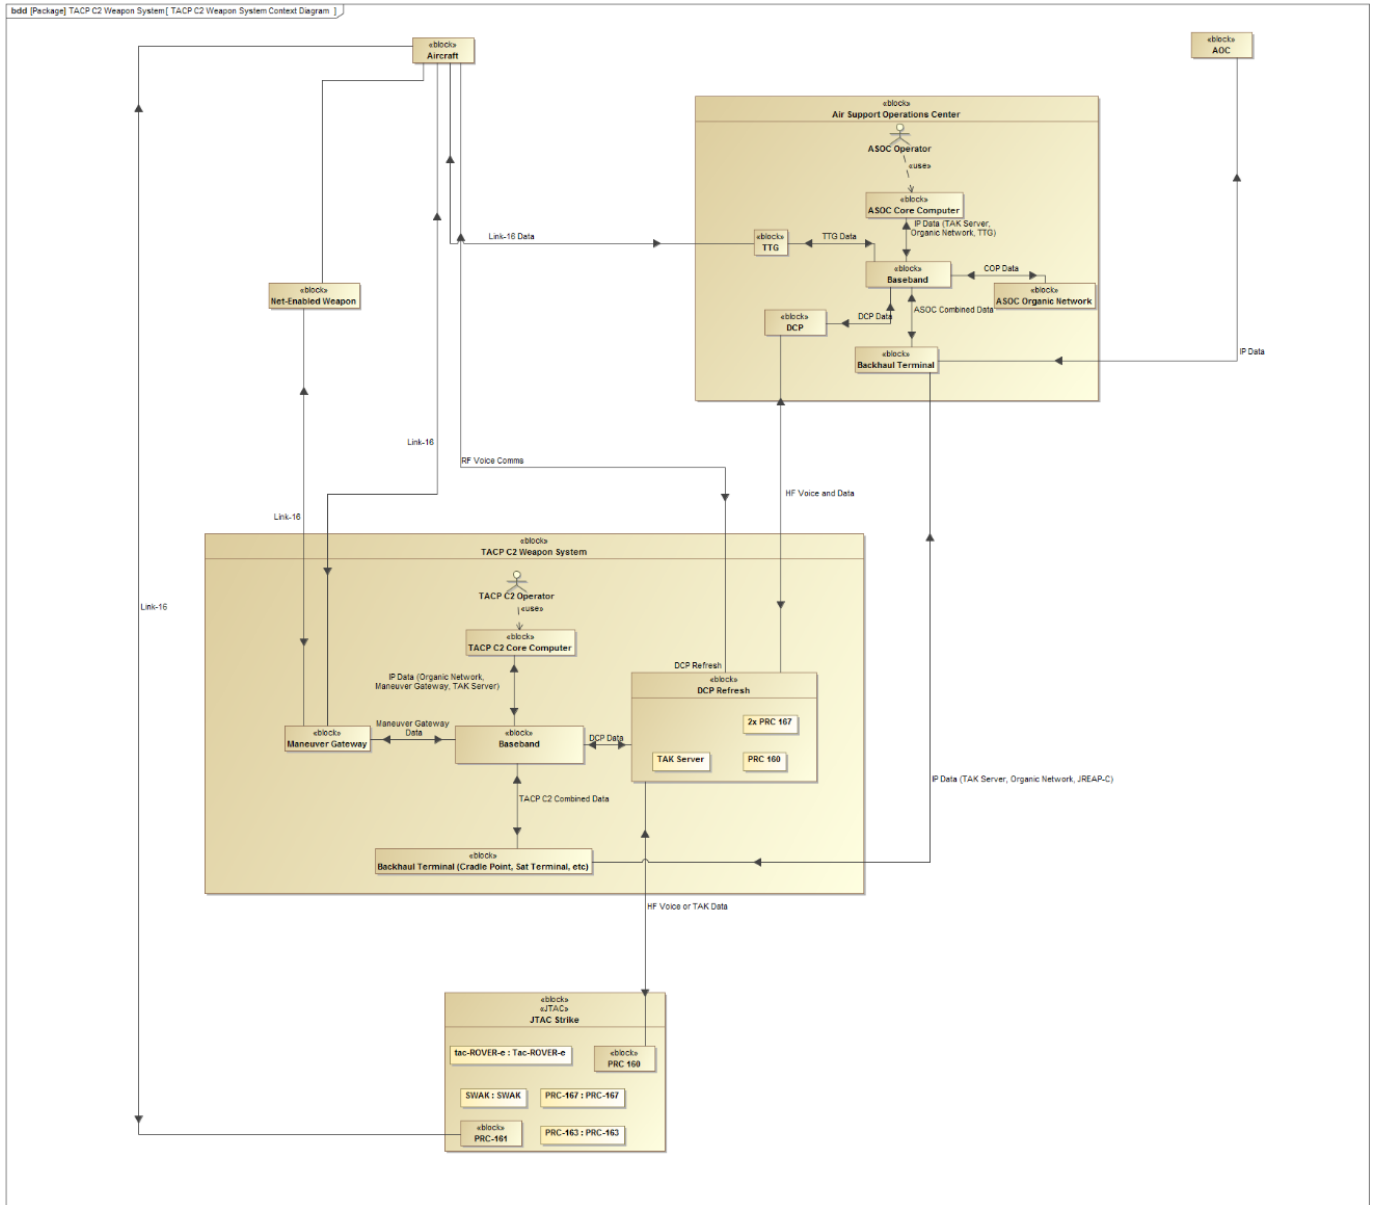 bdd [Package] TACP C2 Weapon System [ TACP C2 Weapon System Context Diagram ]
«block»
Aircraft
«block»
AOC
«block»
Air Support Operations Center
ASOC Operator
«use»
«block»
ASOC Core Computer
IP Data (TAK Server,
Organic Network, TTG)
«block»
TTG
TTG Data
Link-16 Data
«block»
Baseband
COP Data
«block»
ASOC Organic Network
«block»
Net-Enabled Weapon
«block»
DCP
DCP Data
ASOC Combined Data
«block»
Backhaul Terminal
IP Data
Link-16
RF Voice Comms
HF Voice and Data
Link-16
«block»
TACP C2 Weapon System
TACP C2 Operator
«use»
Link-16
«block»
TACP C2 Core Computer
IP Data (Organic Network,
Maneuver Gateway, TAK Server)
DCP Refresh
«block»
DCP Refresh
2x PRC 167
TAK Server
PRC 160
«block»
Maneuver Gateway
Maneuver Gateway
Data
«block»
Baseband
DCP Data
IP Data (TAK Server, Organic Network, JREAP-C)
TACP C2 Combined Data
«block»
Backhaul Terminal (Cradle Point, Sat Terminal, etc)
HF Voice or TAK Data
«block»
«JTAC»
JTAC Strike
tac-ROVER-e : Tac-ROVER-e
«block»
PRC 160
SWAK : SWAK
PRC-167 : PRC-167
«block»
PRC-161
PRC-163 : PRC-163